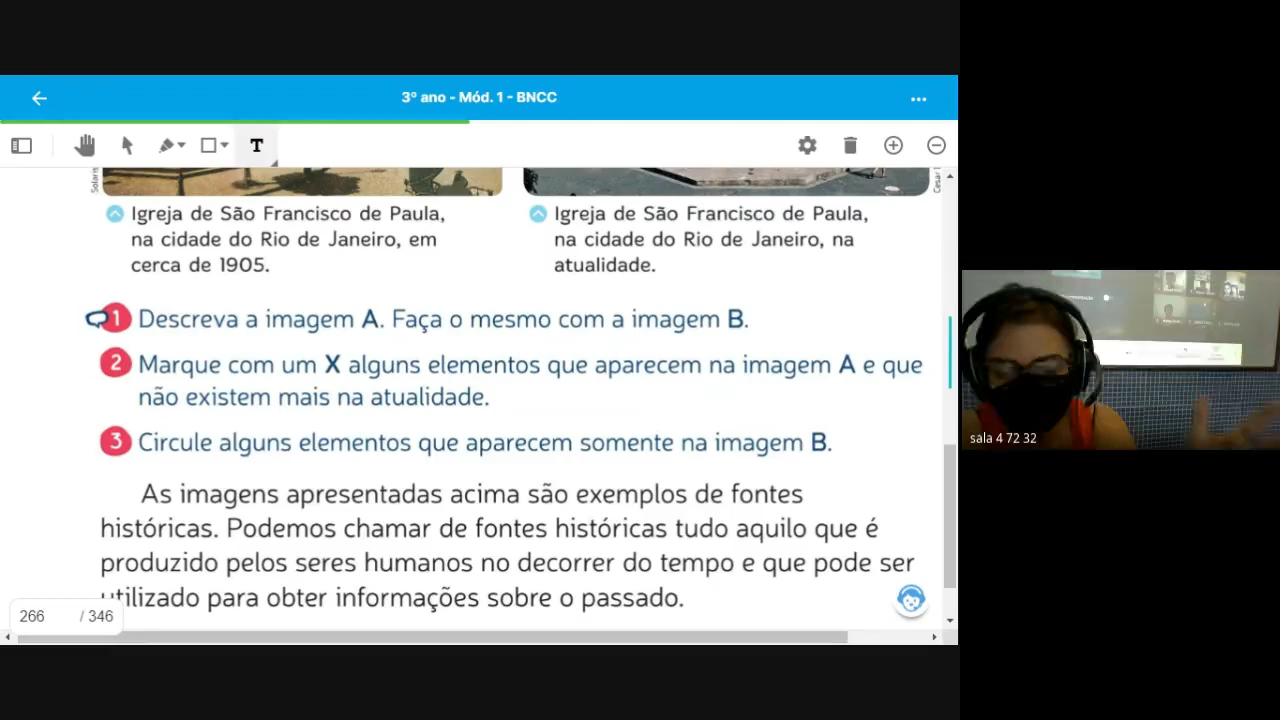 3º ano - Mód. 1 - BNCC
T
Igreja de São Francisco de Paula,
na cidade do Rio de Janeiro, em
cerca de 1905.
Igreja de São Francisco de Paula,
na cidade do Rio de Janeiro, na
atualidade.
1 Descreva a imagem A. Faça o mesmo com a imagem B.
2 Marque com um X alguns elementos que aparecem na imagem A e que
não existem mais na atualidade.
3 Circule alguns elementos que aparecem somente na imagem B.
As imagens apresentadas acima são exemplos de fontes
históricas. Podemos chamar de fontes históricas tudo aquilo que é
produzido pelos seres humanos no decorrer do tempo e que pode ser
utilizado para obter informações sobre o passado.
266 / 346
sala 4 72 32